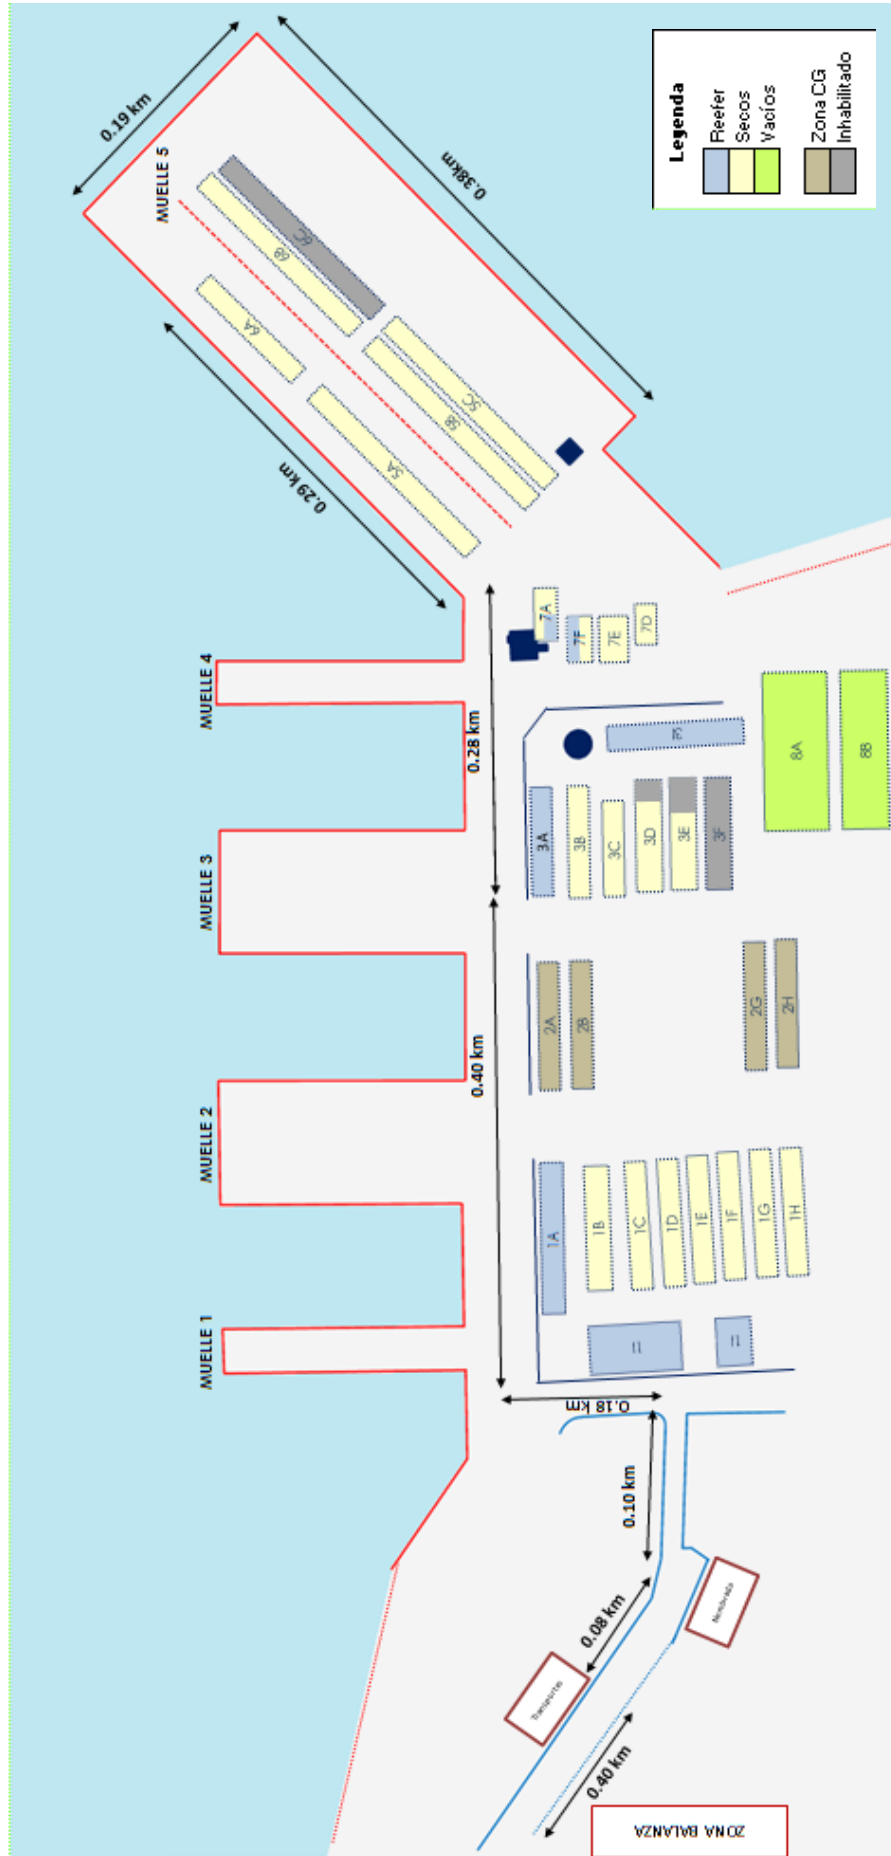 0.19 km
MUELLE 5
0.38km
Legenda
Reefer
Secos
Vacíos
Zona CG
Inhabilitado
6C
6B
6A
5C
5B
5A
0.29 km
MUELLE 4
0.28 km
7A
7F
7E
7D
8A
8B
MUELLE 3
3A
3B
3C
3D
3E
3F
0.40 km
2A
2B
2G
2H
MUELLE 2
1A
1B
1C
1D
1E
1F
1G
1H
MUELLE 1
0.18 km
0.10 km
0.08 km
Transportes
Nombrada
0.40 km
ZONA BALANZA